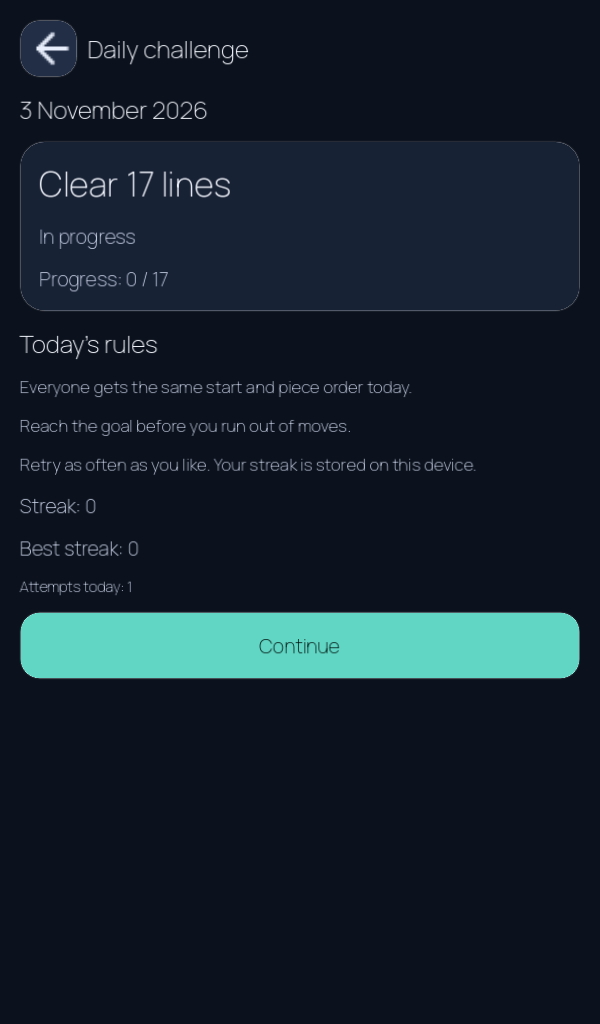 Daily challenge
3 November 2026
Clear 17 lines
In progress
Progress: 0 / 17
Today's rules
Everyone gets the same start and piece order today.
Reach the goal before you run out of moves.
Retry as often as you like. Your streak is stored on this device.
Streak: 0
Best streak: 0
Attempts today: 1
Continue